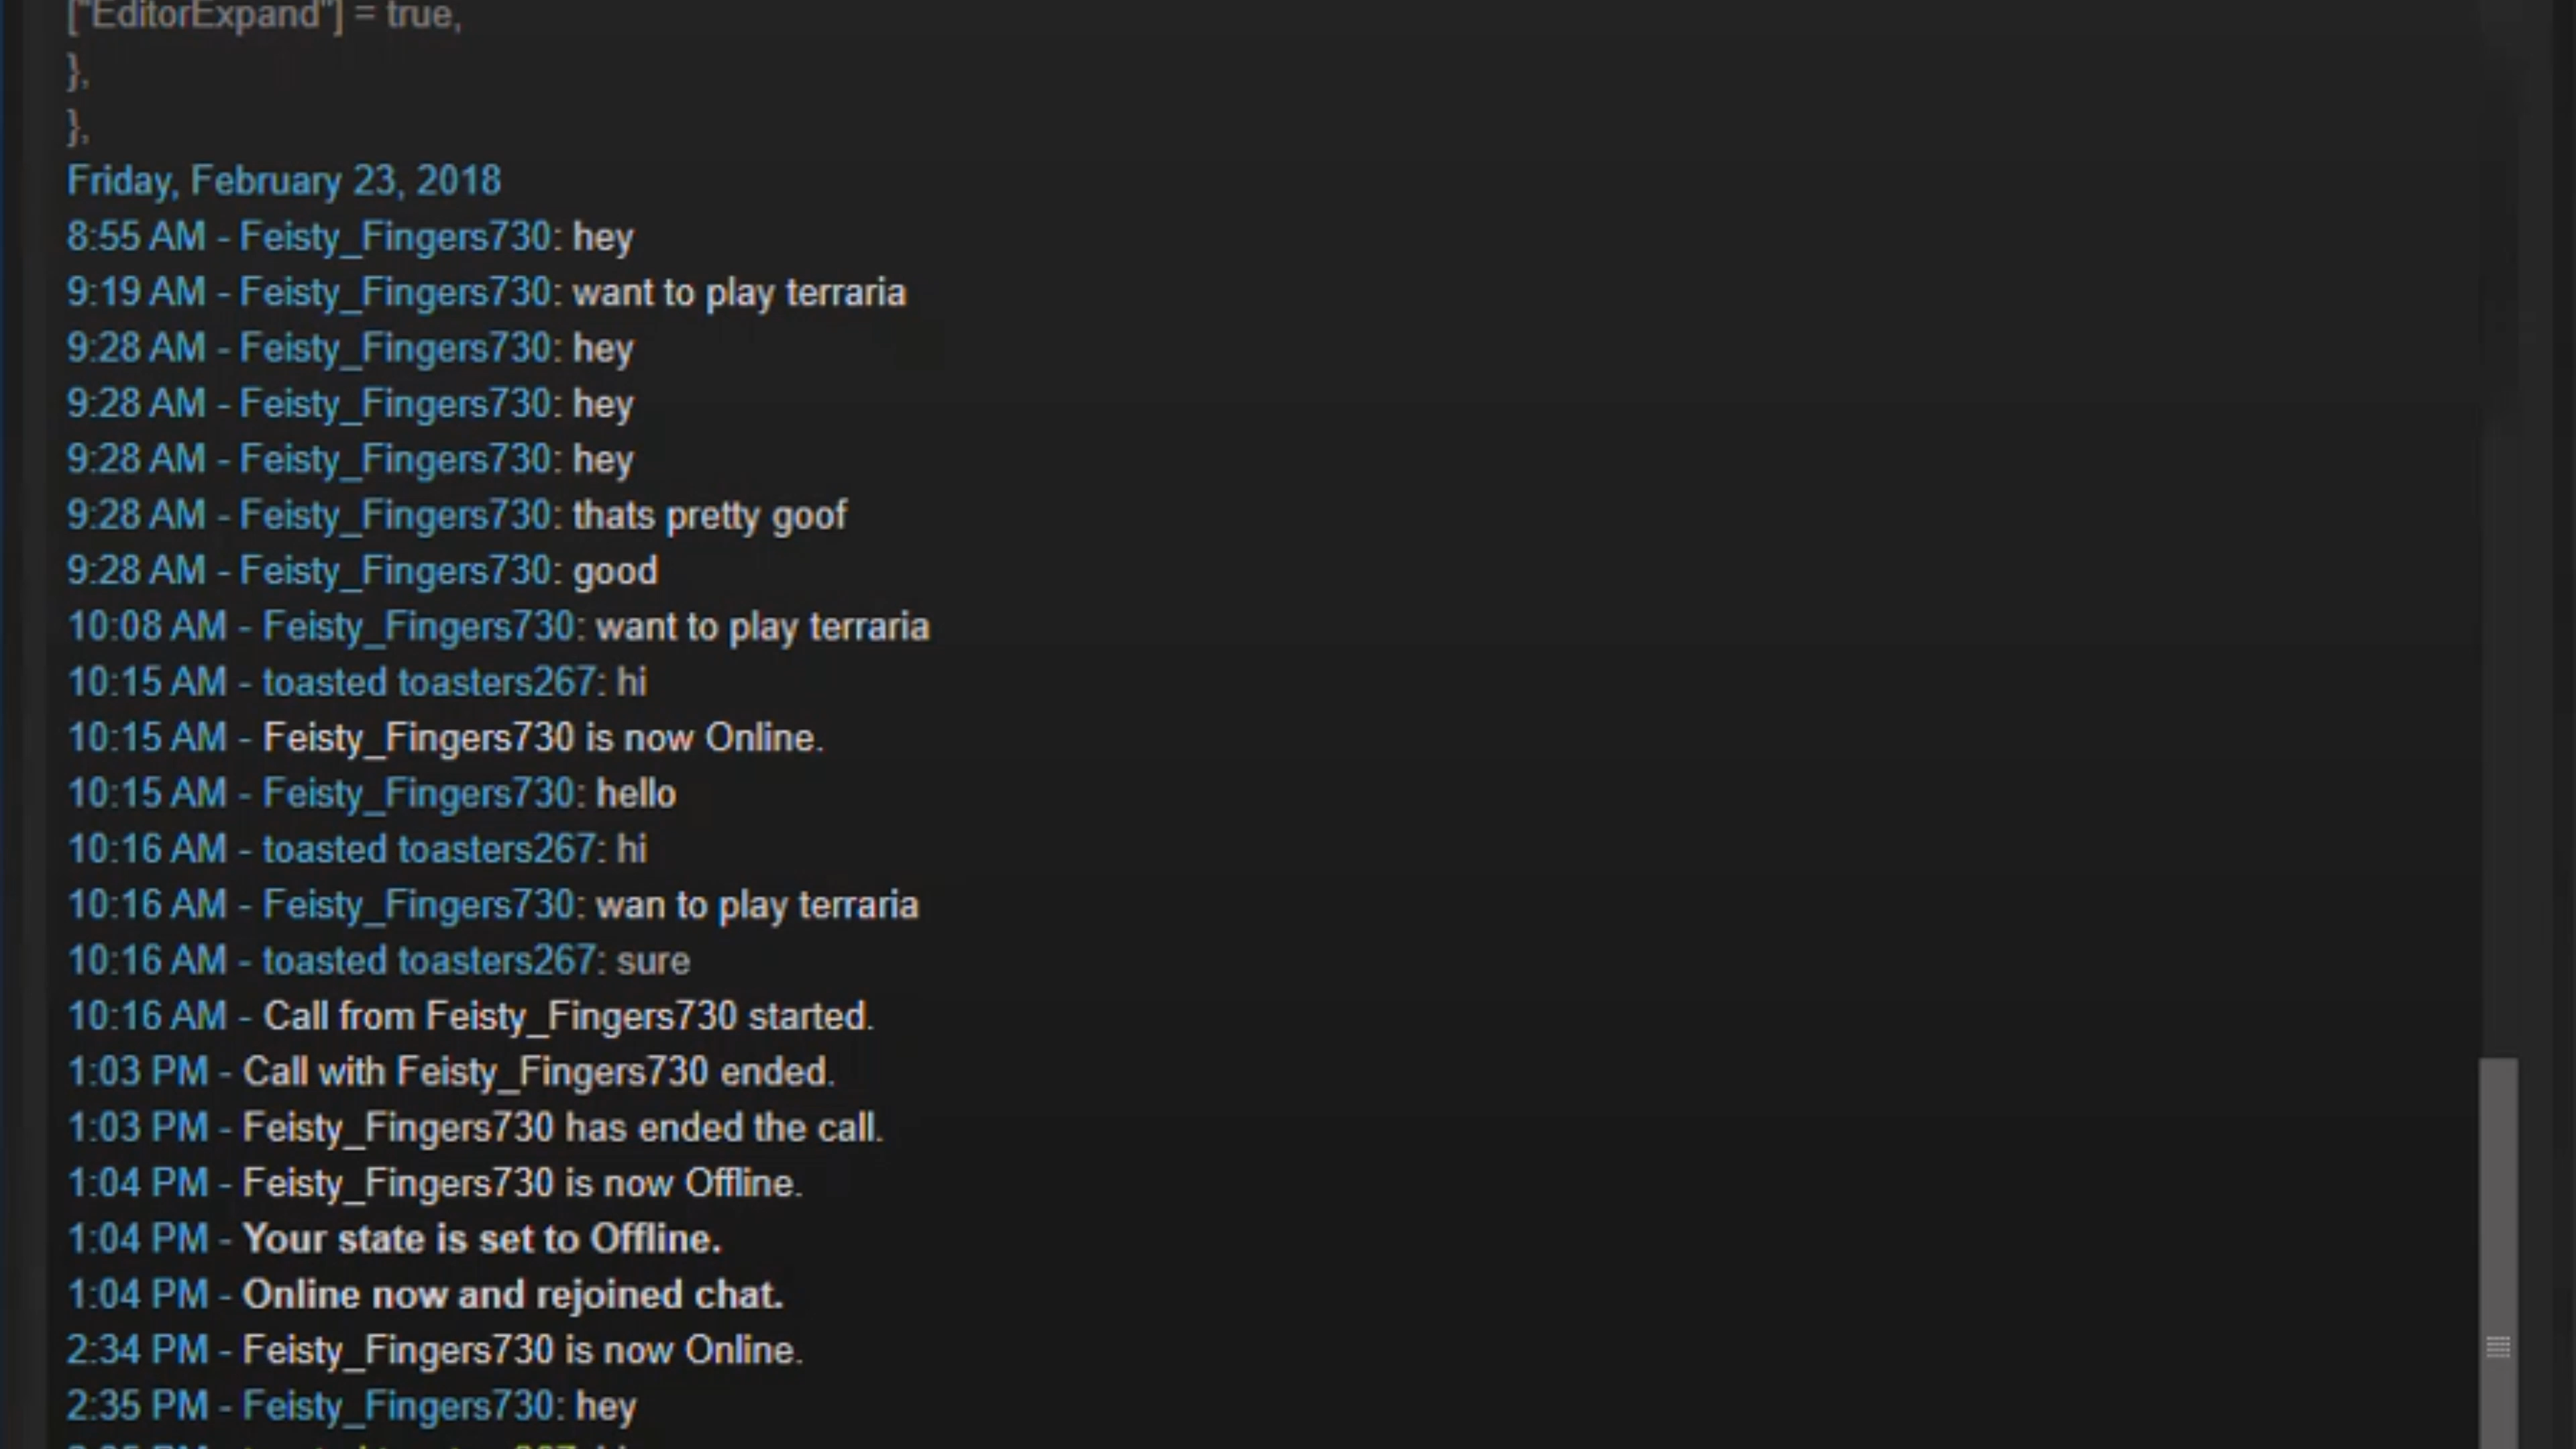 ["EditorExpand"] = true,
},
},
Friday, February 23, 2018
8:55 AM - Feisty_Fingers730: hey
9:19 AM - Feisty_Fingers730: want to play terraria
9:28 AM - Feisty_Fingers730: hey
9:28 AM - Feisty_Fingers730: hey
9:28 AM - Feisty_Fingers730: hey
9:28 AM - Feisty_Fingers730: thats pretty goof
9:28 AM - Feisty_Fingers730: good
10:08 AM - Feisty_Fingers730: want to play terraria
10:15 AM - toasted toasters267: hi
10:15 AM - Feisty_Fingers730 is now Online.
10:15 AM - Feisty_Fingers730: hello
10:16 AM - toasted toasters267: hi
10:16 AM - Feisty_Fingers730: wan to play terraria
10:16 AM - toasted toasters267: sure
10:16 AM - Call from Feisty_Fingers730 started.
1:03 PM - Call with Feisty_Fingers730 ended.
1:03 PM - Feisty_Fingers730 has ended the call.
1:04 PM - Feisty_Fingers730 is now Offline.
1:04 PM - Your state is set to Offline.
1:04 PM - Online now and rejoined chat.
2:34 PM - Feisty_Fingers730 is now Online.
2:35 PM - Feisty_Fingers730: hey